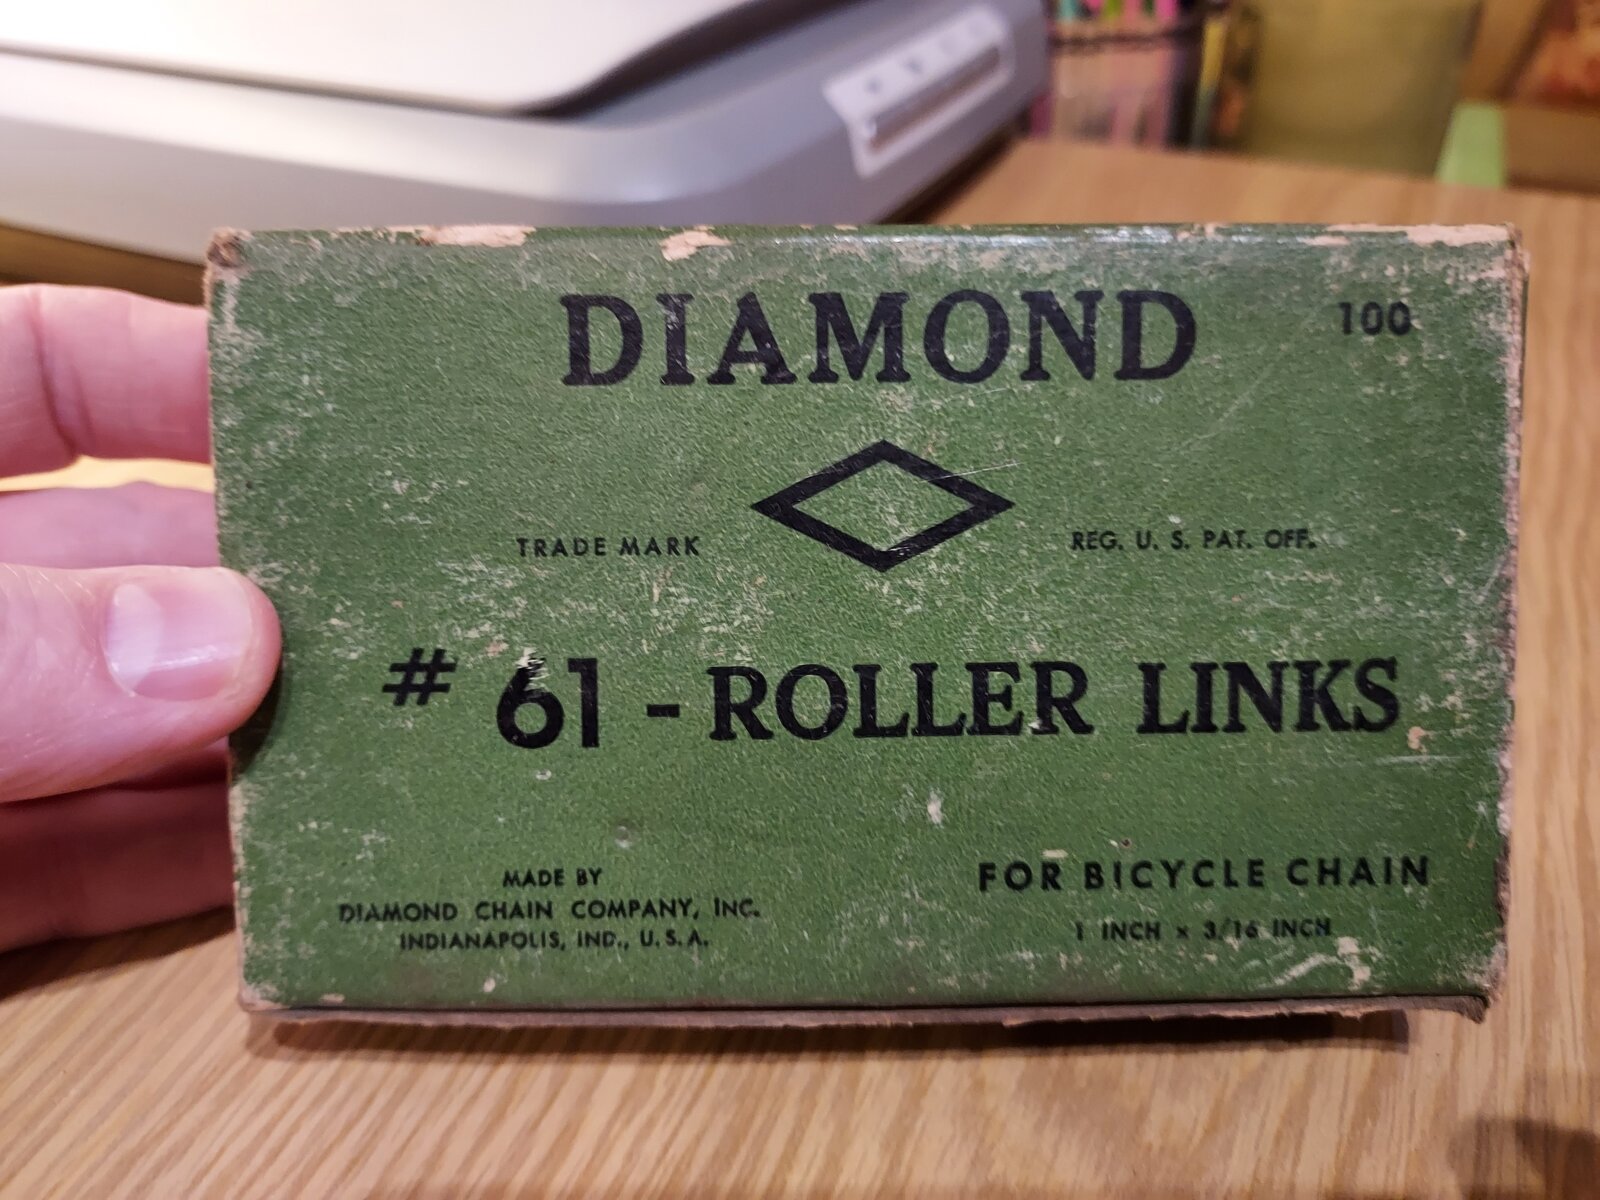 DIAMOND
100
TRADE MARK
REG. U. S. PAT. OFF.
# 61 - ROLLER LINKS
MADE BY
DIAMOND CHAIN COMPANY, INC.
INDIANAPOLIS, IND., U. S. A.
FOR BICYCLE CHAIN
1 INCH x 3/16 INCH